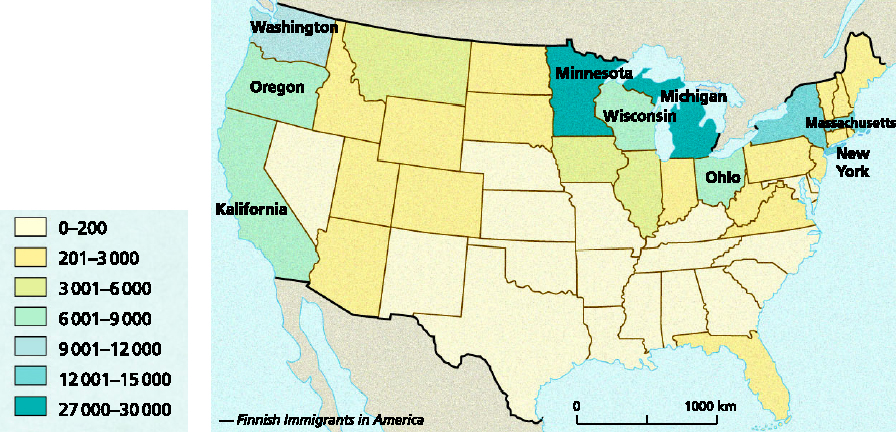 Washington
Oregon
Kalifornia
Minnesota
Wisconsin
Michigan
Ohio
Massachusetts
New
York
0–200
201–3 000
3 001–6 000
6 001–9 000
9 001–12 000
12 001–15 000
27 000–30 000
— Finnish Immigrants in America
0
1000 km